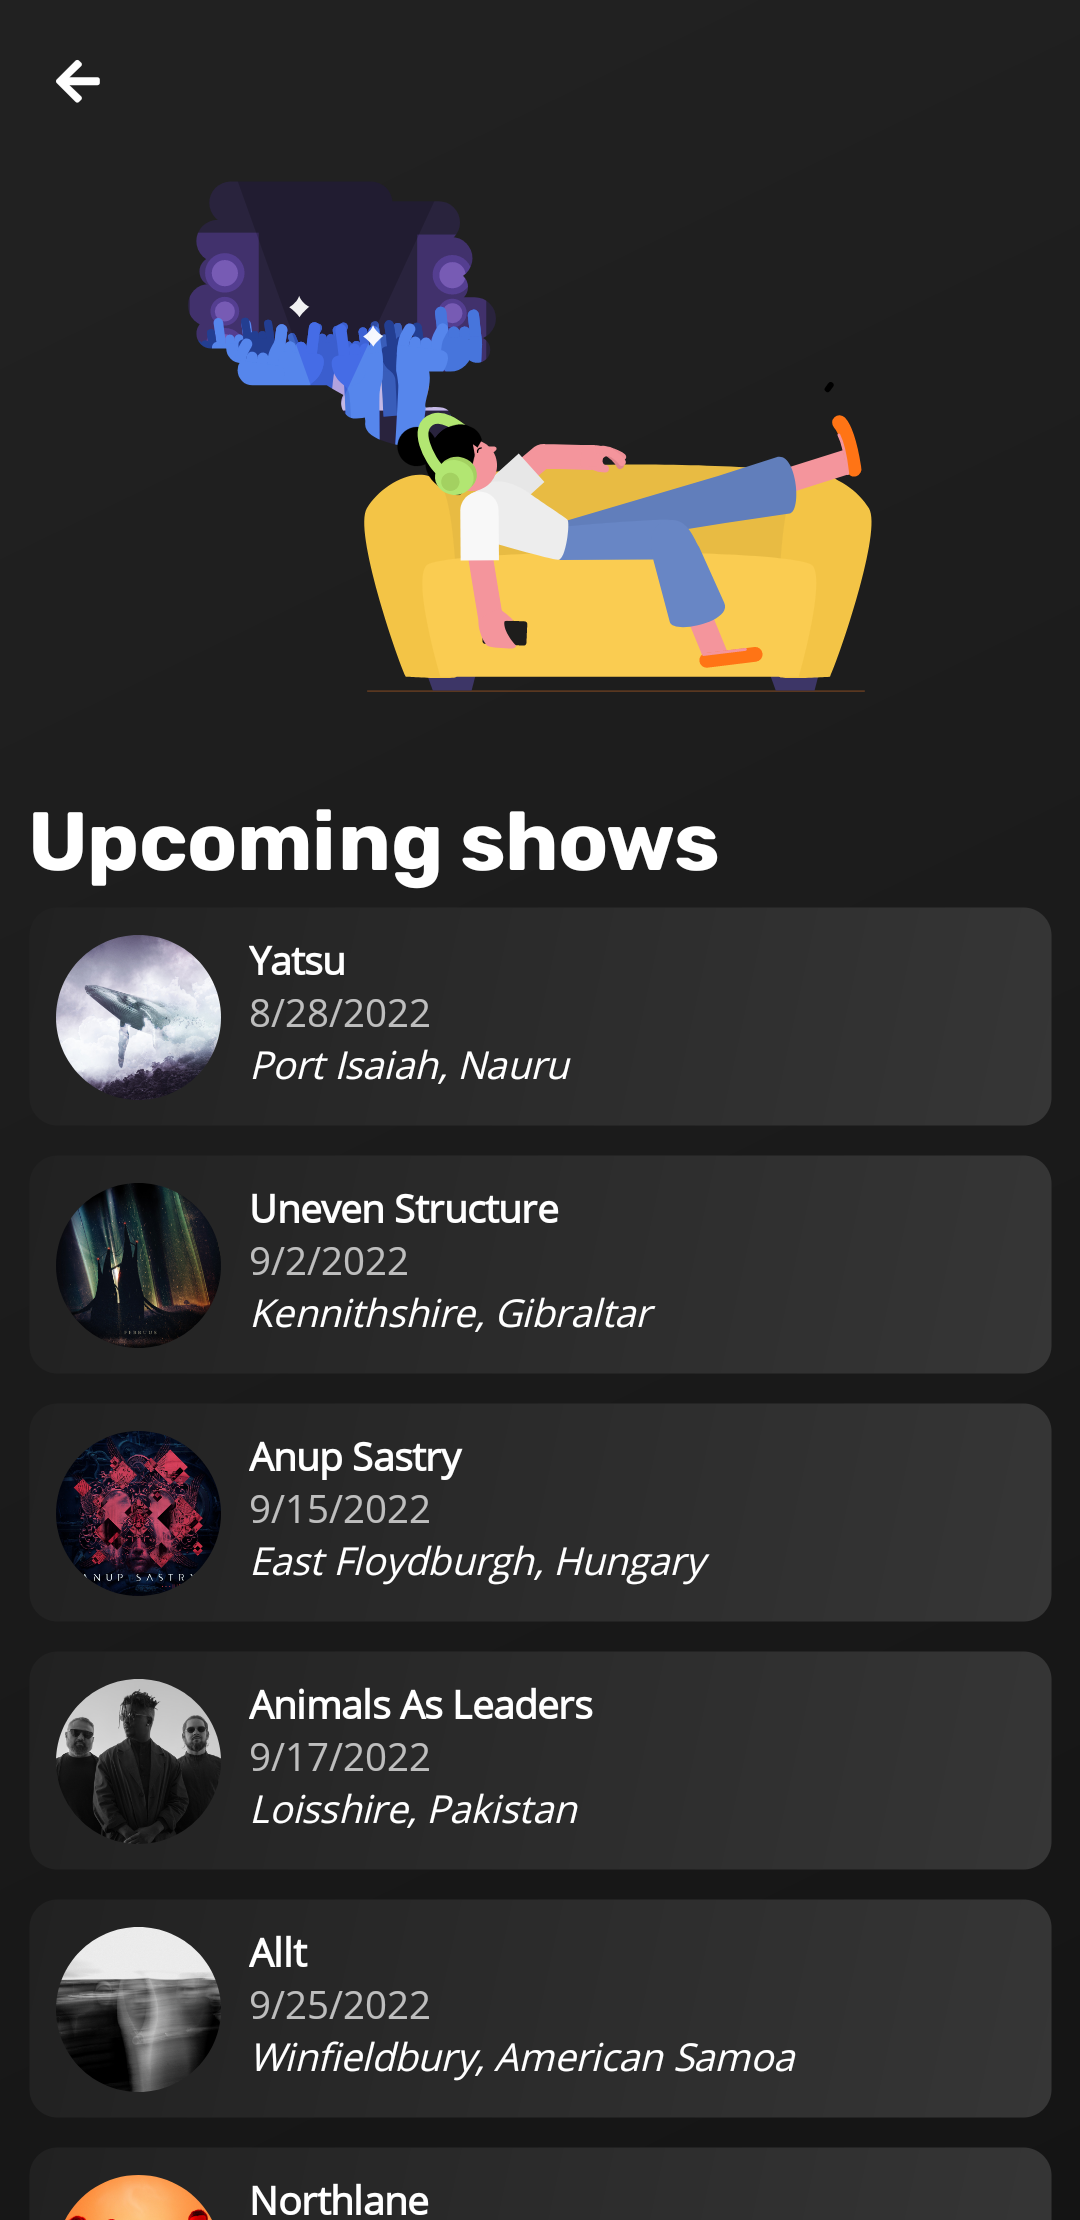 Upcoming shows
Yatsu
8/28/2022
Port Isaiah, Nauru
Uneven Structure
9/2/2022
Kennithshire, Gibraltar
ANUP SASTRY
Anup Sastry
9/15/2022
East Floydburgh, Hungary
Animals As Leaders
9/17/2022
Loisshire, Pakistan
Allt
9/25/2022
Winfieldbury, American Samoa
Northlane